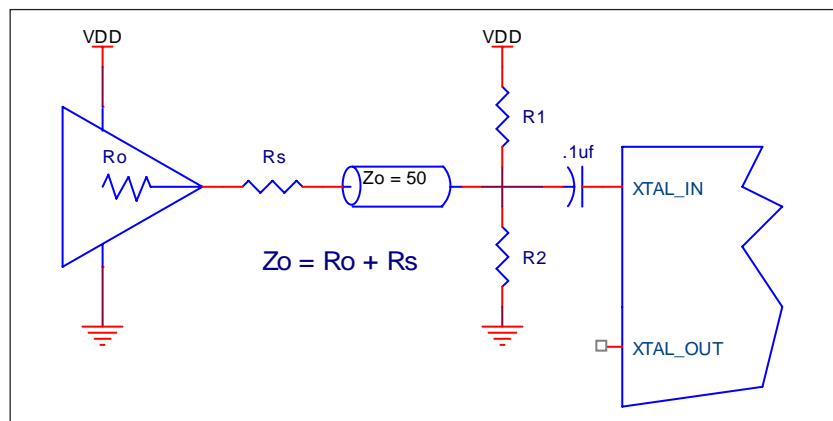 VDD
VDD
R1
Ro
Rs
.1uf
Zo = 50
XTAL_IN
Zo = Ro + Rs
R2
XTAL_OUT